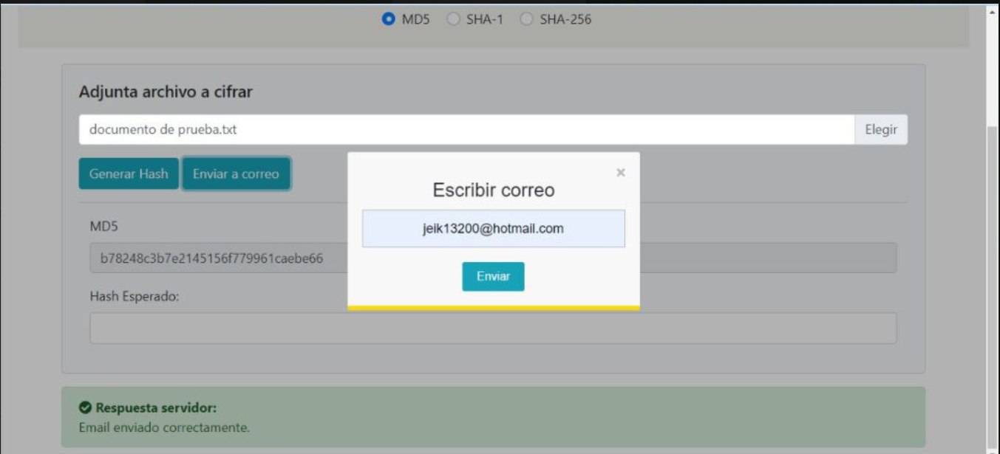 MD5 SHA-1 SHA-256
Adjunta archivo a cifrar
documento de prueba.txt Elegir
Generar Hash Enviar a correo
×
Escribir correo
jeik13200@hotmail.com
Enviar
MD5
b78248c3b7e2145156f779961caebe66
Hash Esperado:
Respuesta servidor:
Email enviado correctamente.